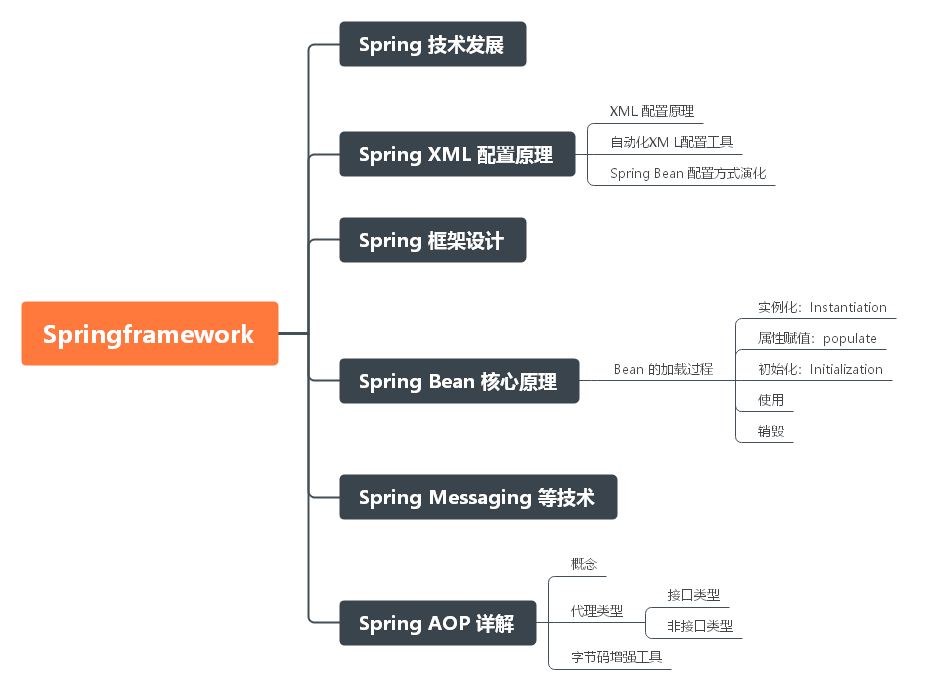 Springframework
Spring 技术发展
Spring XML 配置原理
XML 配置原理
自动化XM L配置工具
Spring Bean 配置方式演化
Spring 框架设计
Spring Bean 核心原理
Bean 的加载过程
实例化：Instantiation
属性赋值：populate
初始化：Initialization
使用
销毁
Spring Messaging 等技术
Spring AOP 详解
概念
代理类型
接口类型
非接口类型
字节码增强工具